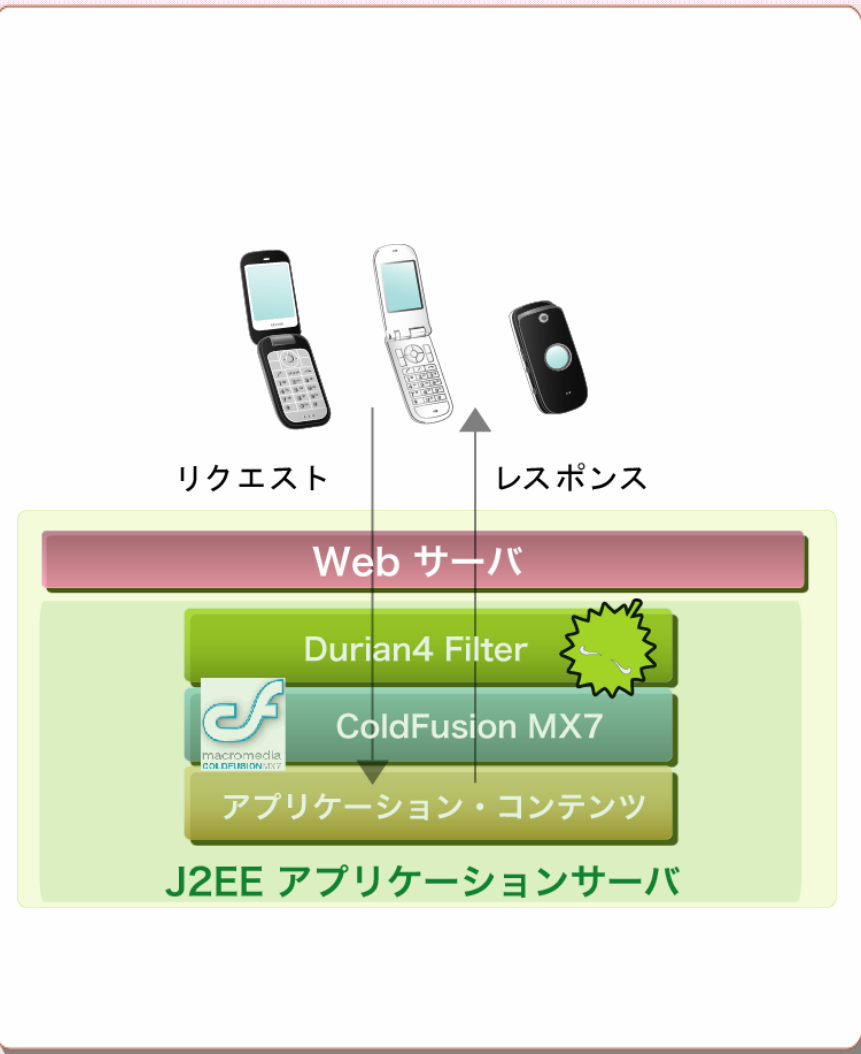 リクエスト
レスポンス
Web サーバ
Durian4 Filter
ColdFusion MX7
macromedia
COLDFUSION MX7
アプリケーション・コンテンツ
J2EE アプリケーションサーバ